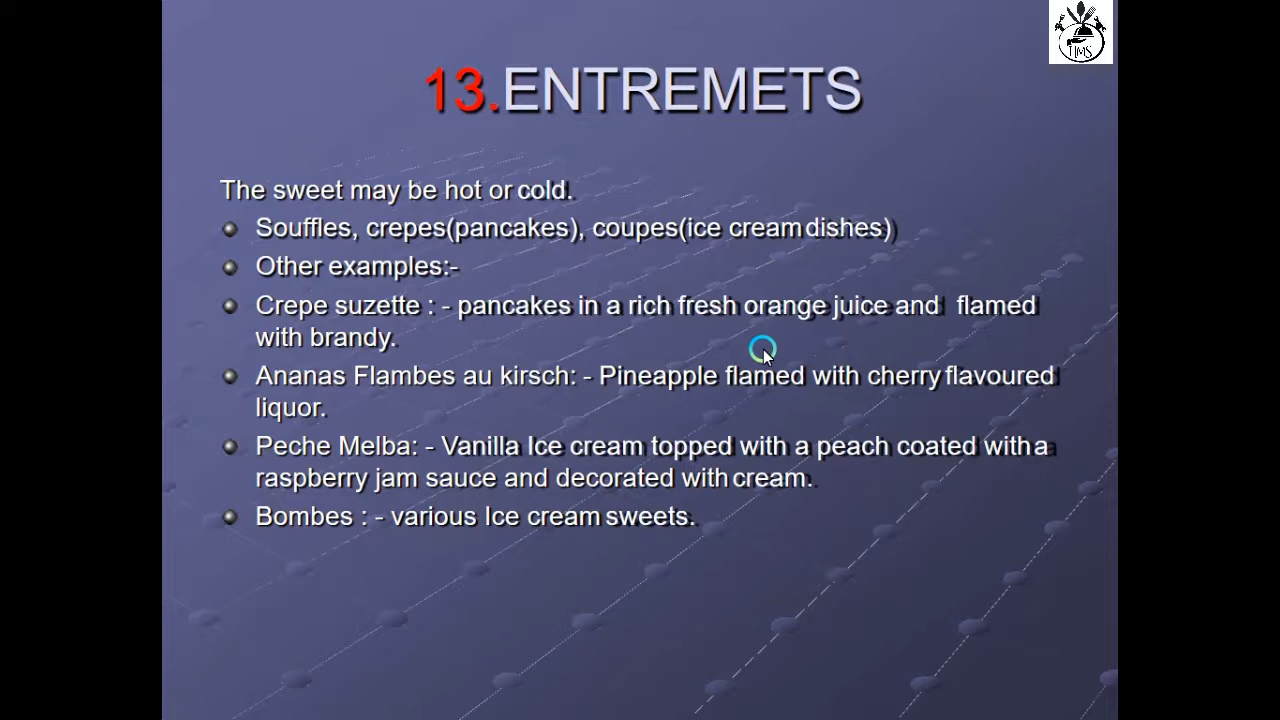 HMS
13.ENTREMETS
The sweet may be hot or cold.
Souffles, crepes(pancakes), coupes(ice cream dishes)
Other examples:-
Crepe suzette : - pancakes in a rich fresh orange juice and flamed
with brandy.
Ananas Flambes au kirsch: - Pineapple flamed with cherry flavoured
liquor.
Peche Melba: - Vanilla Ice cream topped with a peach coated with a
raspberry jam sauce and decorated with cream.
Bombes : - various Ice cream sweets.